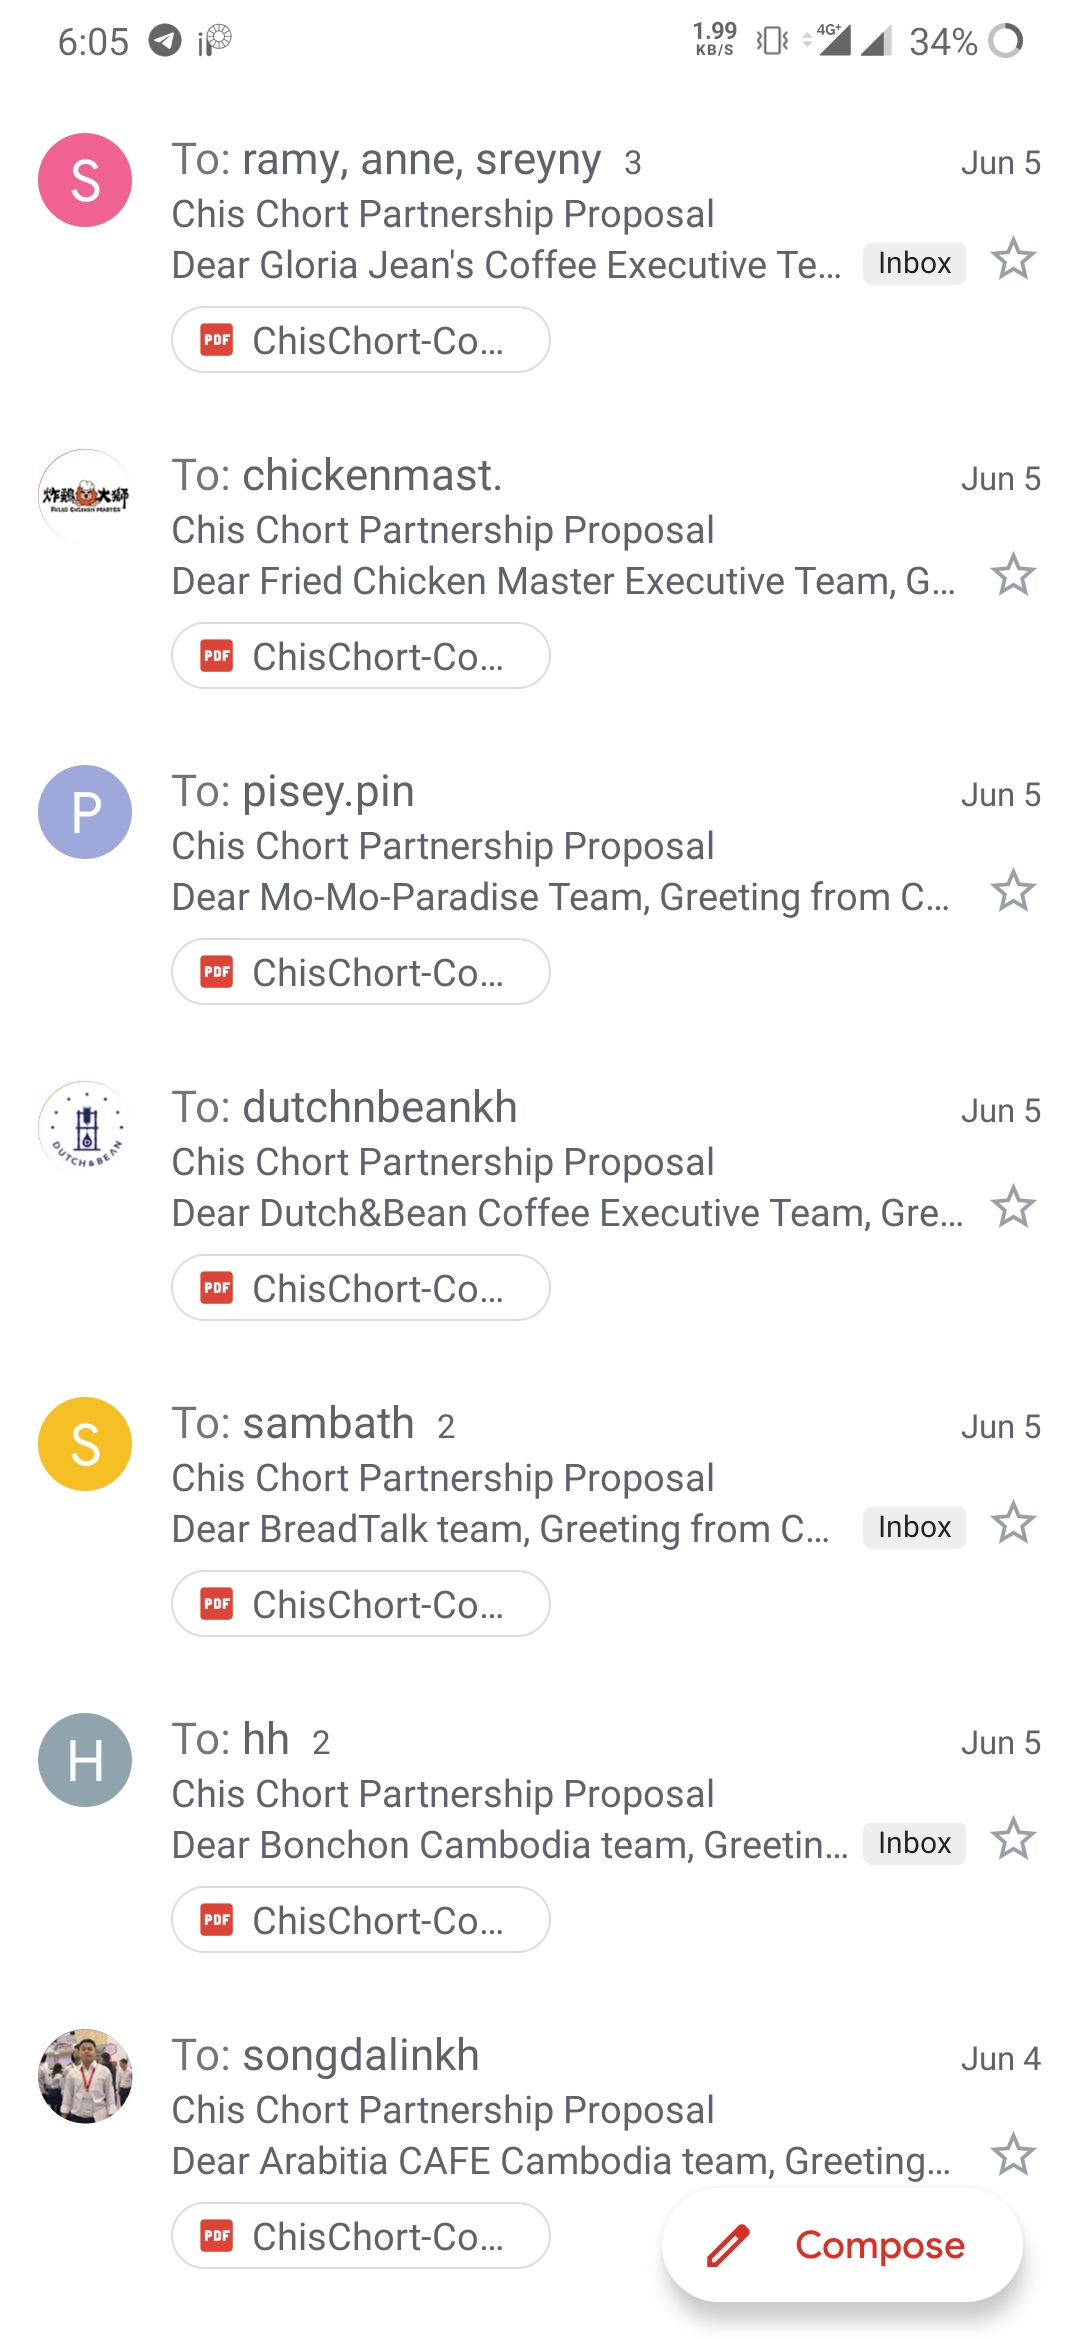 6:05
1.99
KB/S
4G+
34%
S
To: ramy, anne, sreyny 3
Jun 5
Chis Chort Partnership Proposal
Dear Gloria Jean's Coffee Executive Te...
Inbox
PDF ChisChort-Co...
炸鷄大獅
FRIED CHICKEN MASTER
To: chickenmast.
Jun 5
Chis Chort Partnership Proposal
Dear Fried Chicken Master Executive Team, G...
PDF ChisChort-Co...
P
To: pisey.pin
Jun 5
Chis Chort Partnership Proposal
Dear Mo-Mo-Paradise Team, Greeting from C...
PDF ChisChort-Co...
DUTCH&BEAN
To: dutchnbeankh
Jun 5
Chis Chort Partnership Proposal
Dear Dutch&Bean Coffee Executive Team, Gre...
PDF ChisChort-Co...
S
To: sambath 2
Jun 5
Chis Chort Partnership Proposal
Dear BreadTalk team, Greeting from C...
Inbox
PDF ChisChort-Co...
H
To: hh 2
Jun 5
Chis Chort Partnership Proposal
Dear Bonchon Cambodia team, Greetin...
Inbox
PDF ChisChort-Co...
To: songdalinkh
Jun 4
Chis Chort Partnership Proposal
Dear Arabitia CAFE Cambodia team, Greeting...
PDF ChisChort-Co...
Compose